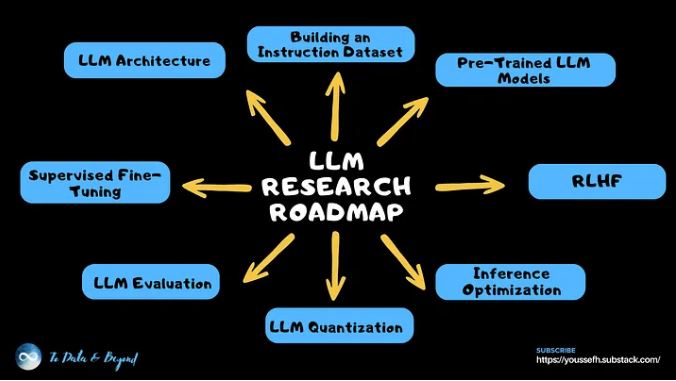 Building an
Instruction Dataset
LLM Architecture
Pre-Trained LLM
Models
LLM
RESEARCH
ROADMAP
Supervised Fine-
Tuning
RLHF
LLM Evaluation
Inference
Optimization
LLM Quantization
To Data & Beyond
SUBSCRIBE
https://youssefh.substack.com/